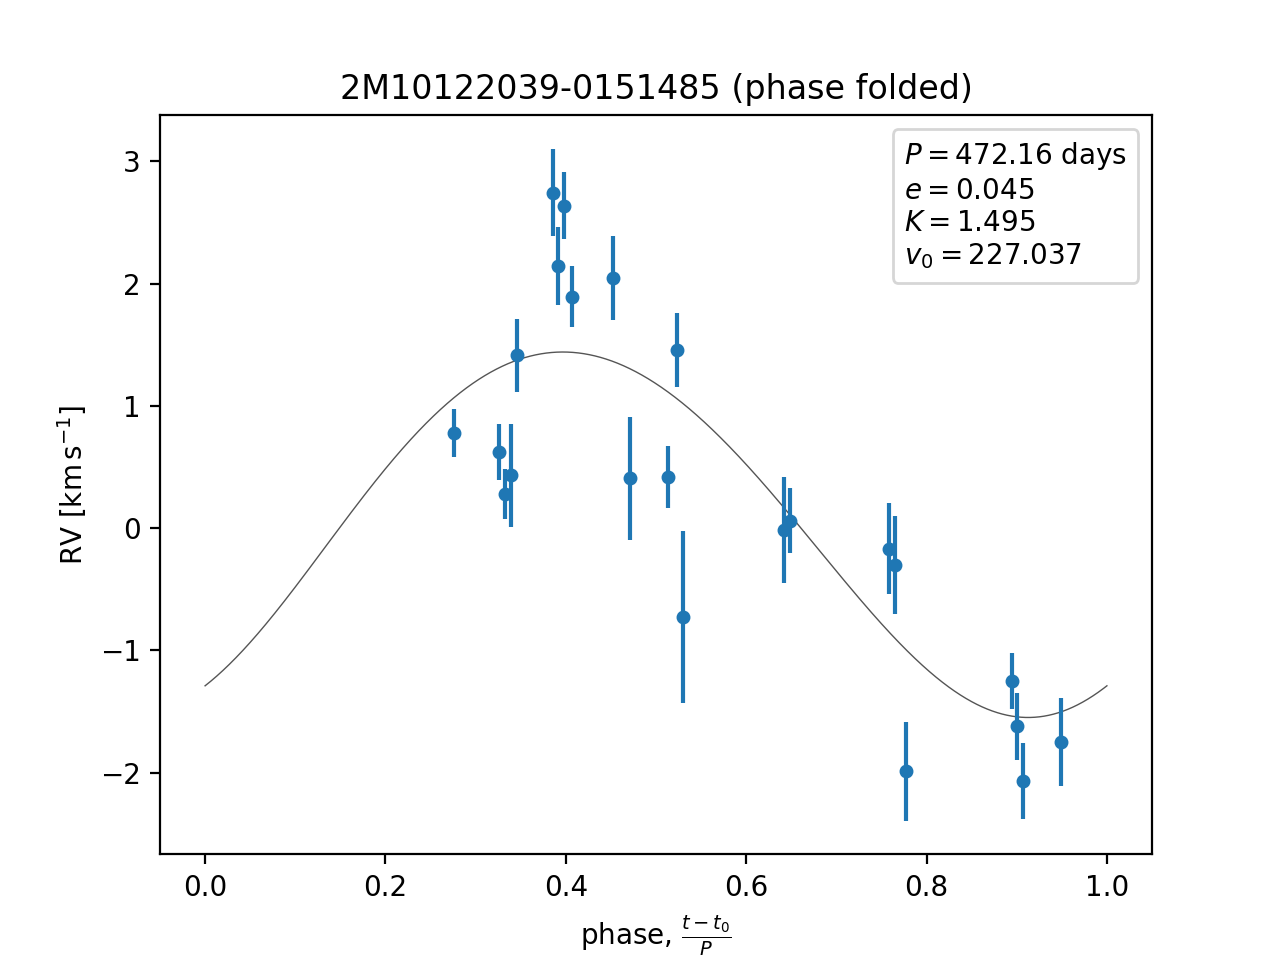 2M10122039-0151485 (phase folded)
P = 472.16 days
e = 0.045
K = 1.495
v₀ = 227.037
RV [km s⁻¹]
3
2
1
0
−1
−2
0.0 0.2 0.4 0.6 0.8 1.0
phase, (t − t₀)/P